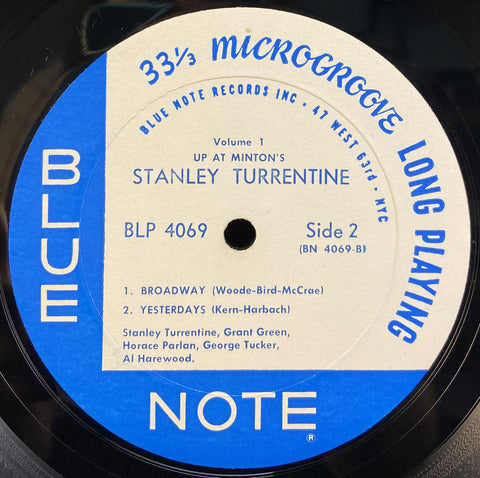 33⅓ MICROGROOVE LONG PLAYING
BLUE NOTE RECORDS INC • 47 WEST 63rd • NYC
Volume 1
UP AT MINTON'S
STANLEY TURRENTINE
BLP 4069 Side 2
(BN 4069-B)
1. BROADWAY (Woode-Bird-McCrae)
2. YESTERDAYS (Kern-Harbach)
Stanley Turrentine, Grant Green,
Horace Parlan, George Tucker,
Al Harewood.
BLUE
NOTE
®